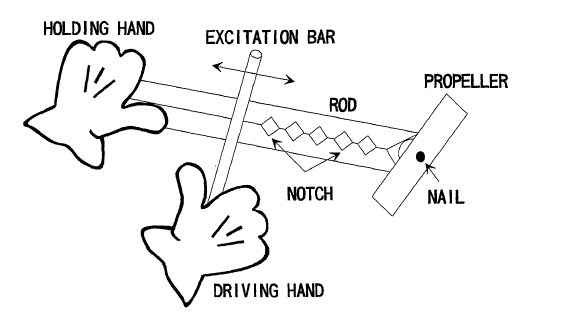 HOLDING HAND
EXCITATION BAR
PROPELLER
ROD
NOTCH
NAIL
DRIVING HAND